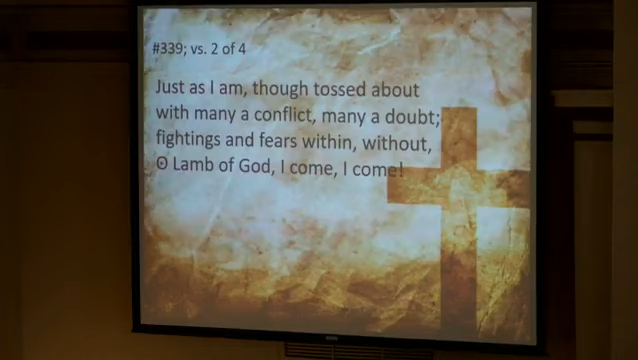 #339; vs. 2 of 4
Just as I am, though tossed about
with many a conflict, many a doubt;
fightings and fears within, without,
O Lamb of God, I come, I come!